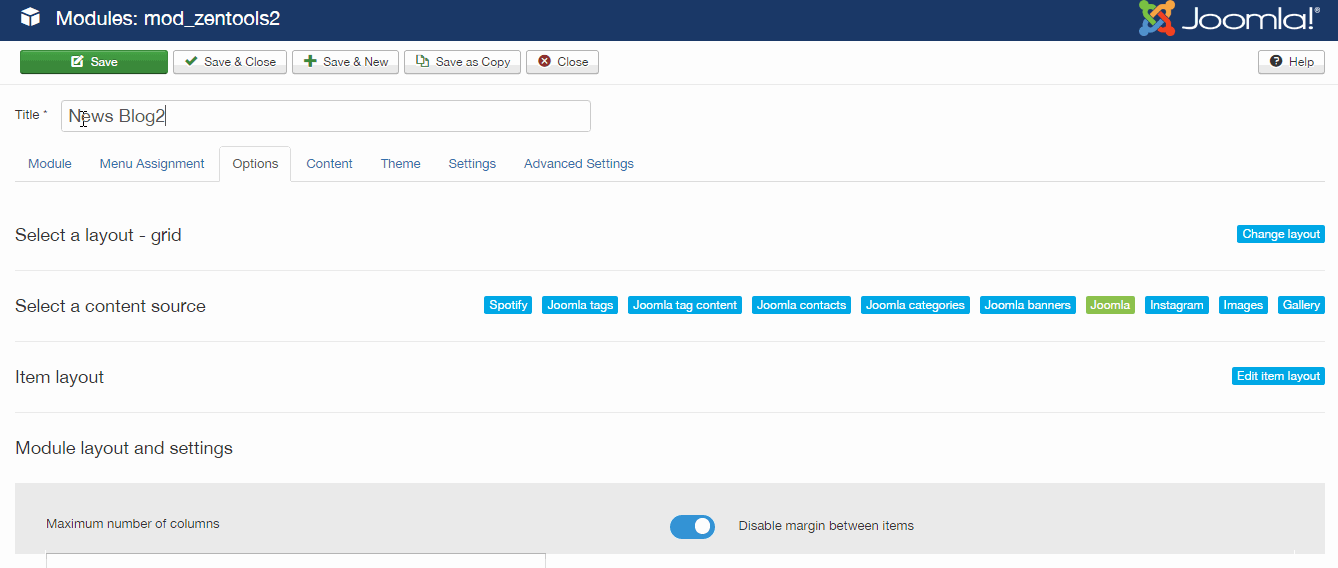 Modules: mod_zentools2
Joomla!®
Save
Save & Close
Save & New
Save as Copy
Close
Help
Title *
News Blog2
Module
Menu Assignment
Options
Content
Theme
Settings
Advanced Settings
Select a layout - grid
Change layout
Select a content source
Spotify
Joomla tags
Joomla tag content
Joomla contacts
Joomla categories
Joomla banners
Joomla
Instagram
Images
Gallery
Item layout
Edit item layout
Module layout and settings
Maximum number of columns
Disable margin between items